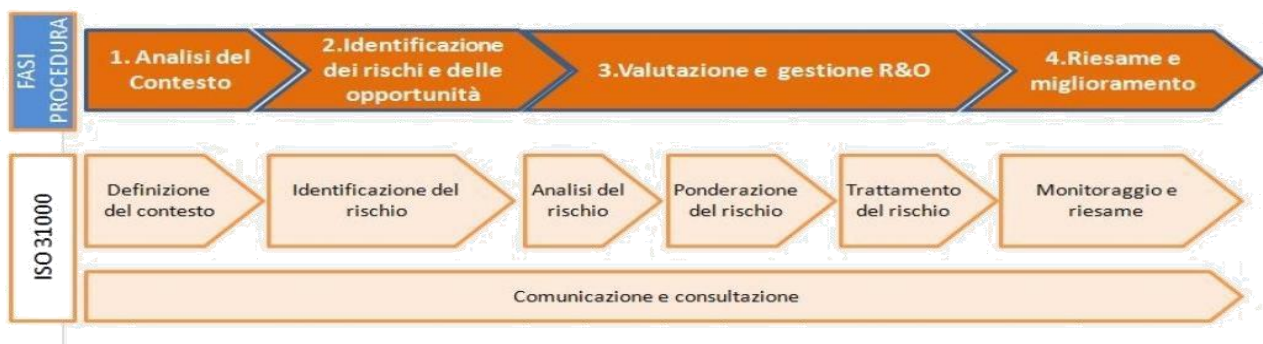 FASI
PROCEDURA
1. Analisi del
Contesto
2.Identificazione
dei rischi e delle
opportunità
3.Valutazione e gestione R&O
4.Riesame e
miglioramento
ISO 31000
Definizione
del contesto
Identificazione del
rischio
Analisi del
rischio
Ponderazione
del rischio
Trattamento
del rischio
Monitoraggio e
riesame
Comunicazione e consultazione